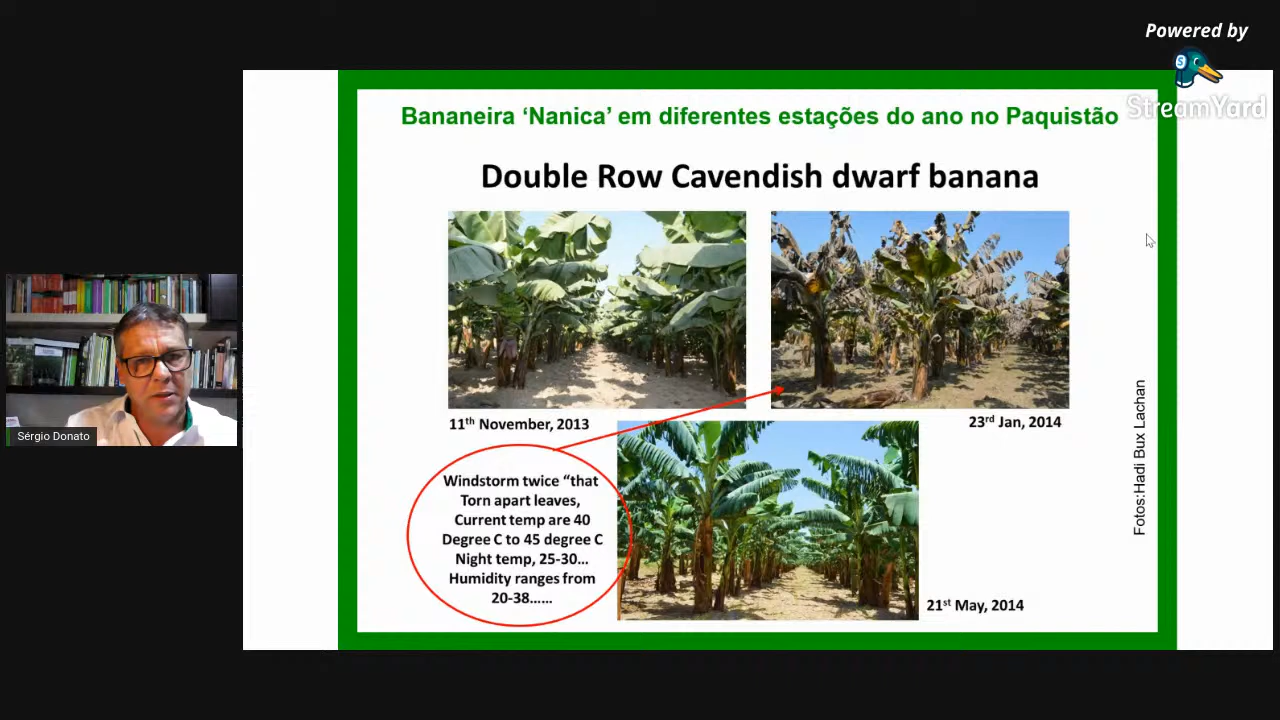 Powered by
S
StreamYard
Bananeira ‘Nanica’ em diferentes estações do ano no Paquistão
Double Row Cavendish dwarf banana
11th November, 2013
23rd Jan, 2014
Windstorm twice “that
Torn apart leaves,
Current temp are 40
Degree C to 45 degree C
Night temp, 25-30...
Humidity ranges from
20-38......
21st May, 2014
Fotos:Hadi Bux Lachan
Sérgio Donato